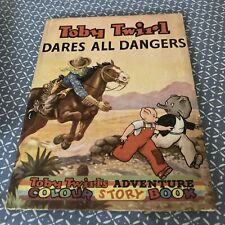 Toby Twirl
DARES ALL DANGERS
Toby Twirl's ADVENTURE
COLOUR STORY BOOK